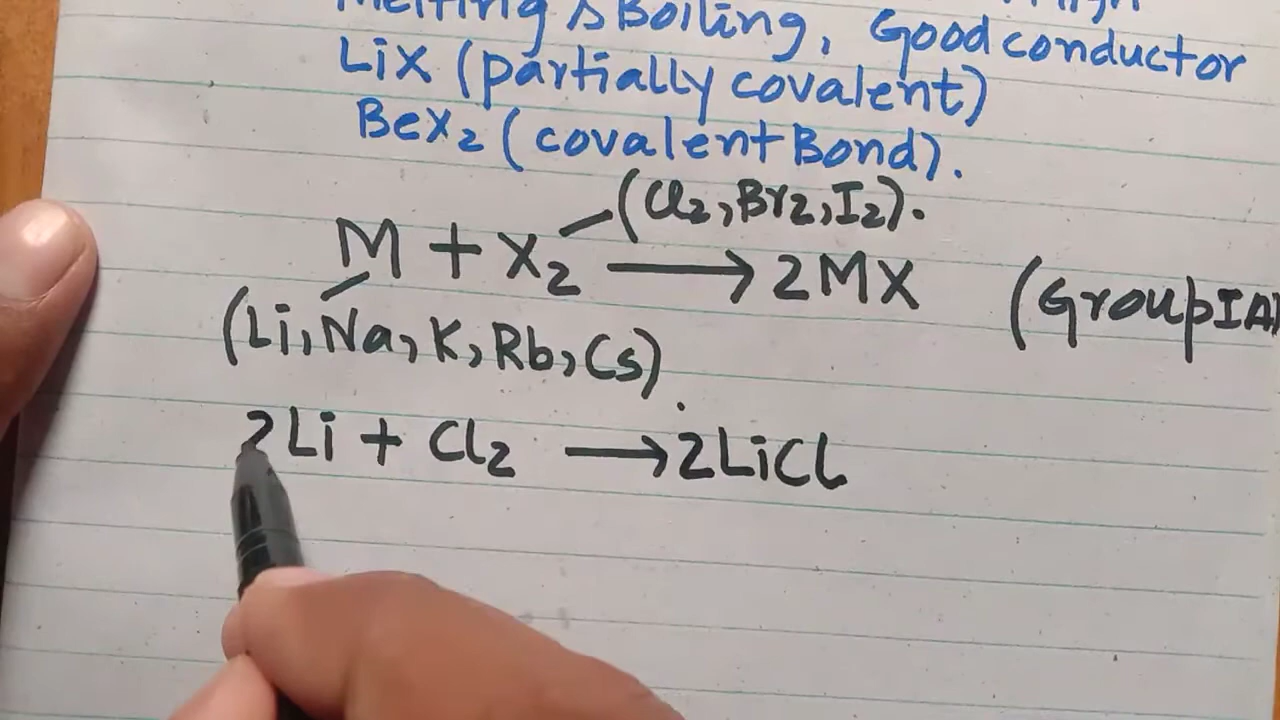 Melting & Boiling, Good conductor
LiX (partially covalent)
BeX₂ (covalent Bond).
(Cl₂, Br₂, I₂).
M + X₂ ⟶ 2MX (Group IA)
(Li, Na, K, Rb, Cs)
2Li + Cl₂ ⟶ 2LiCl